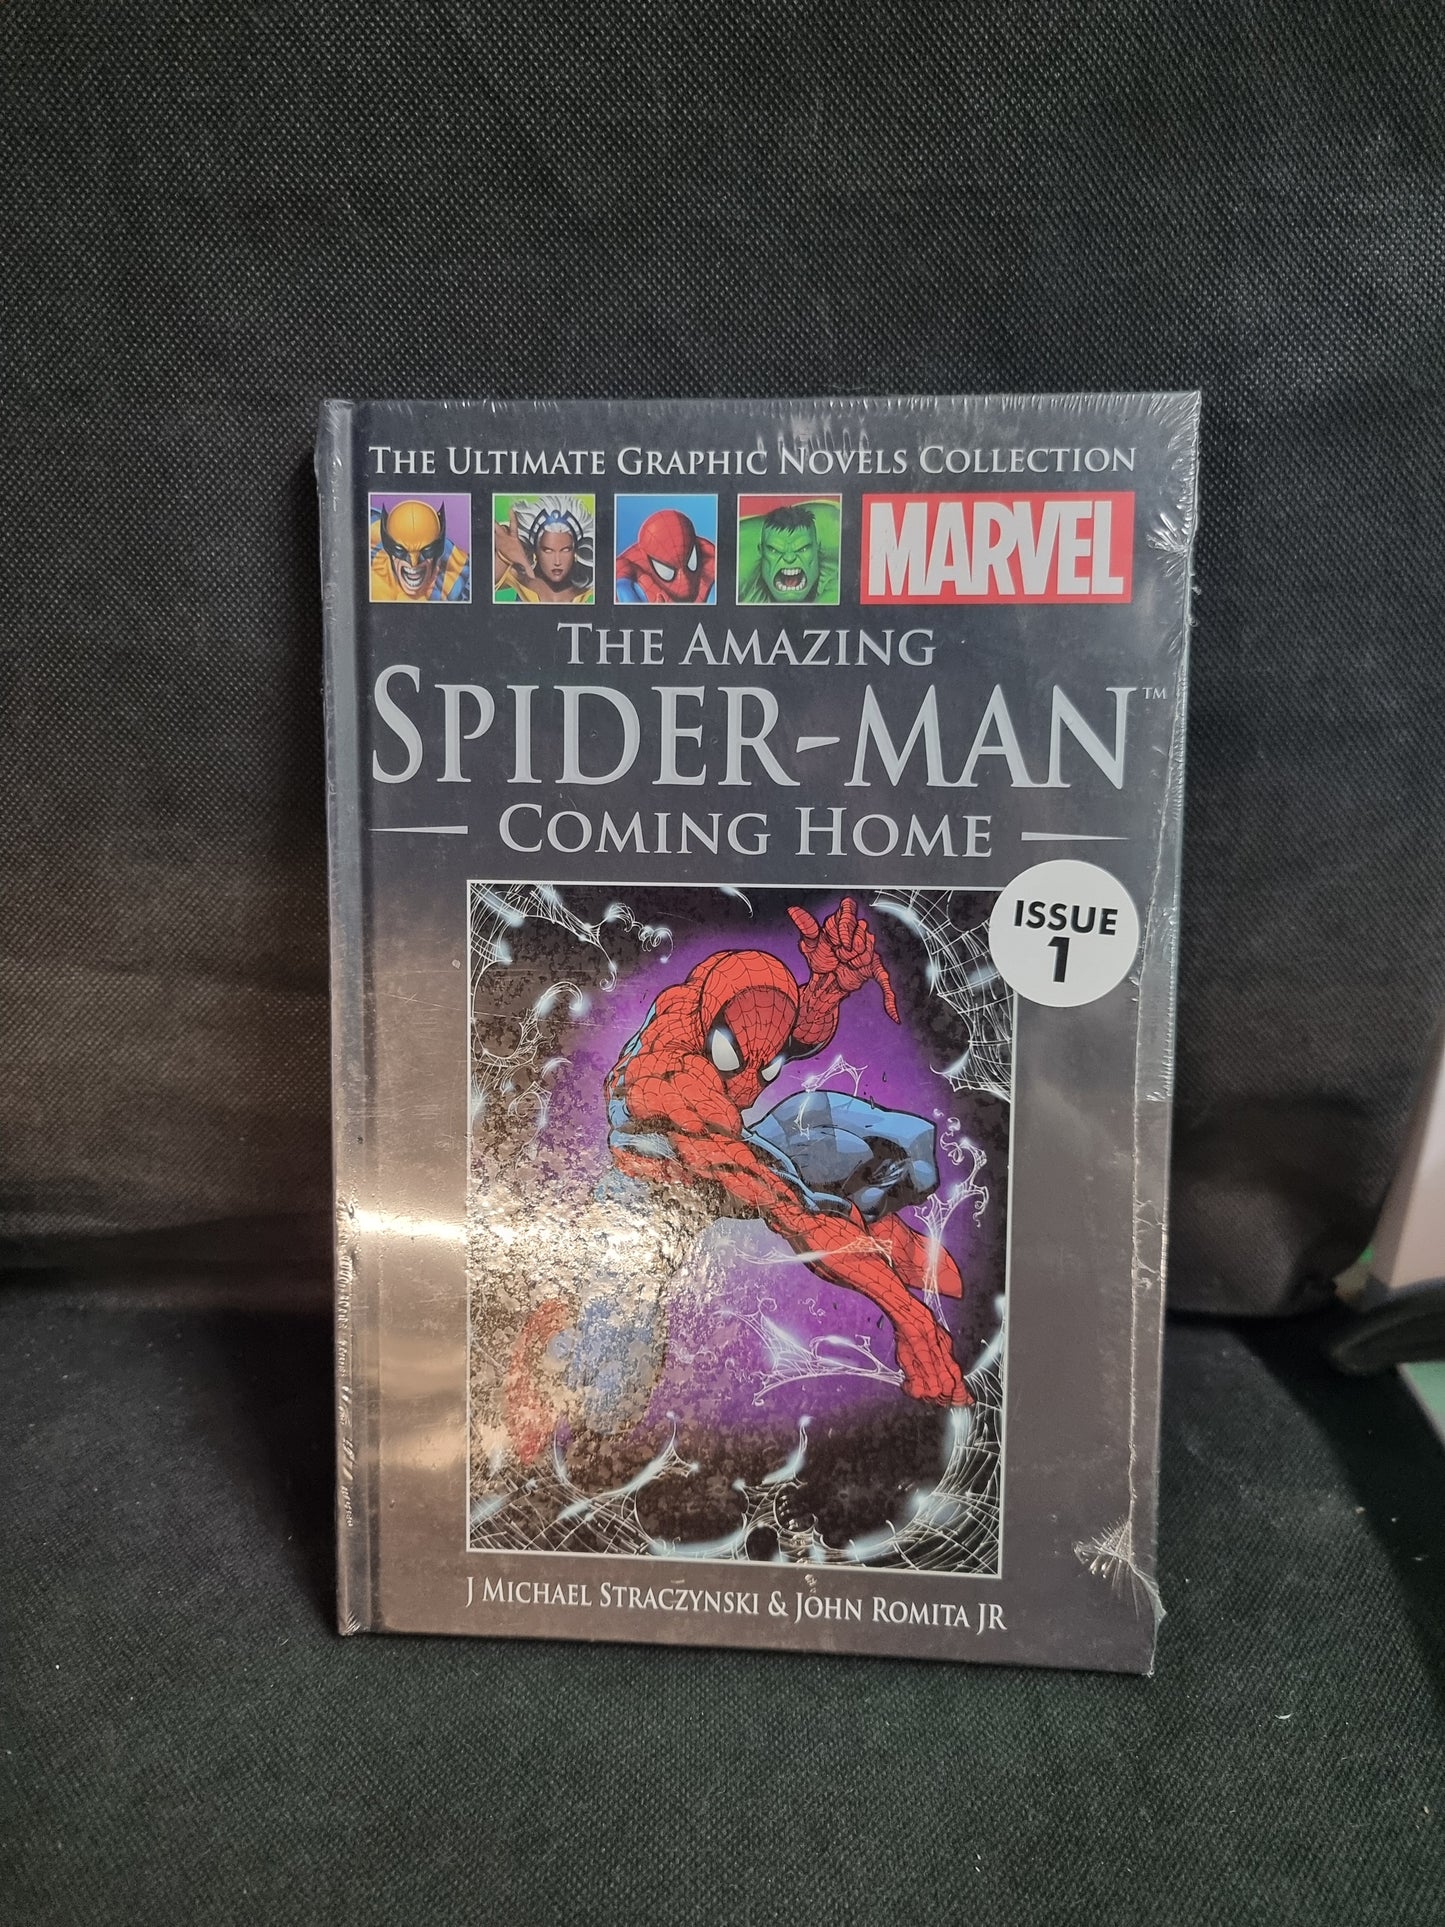 THE ULTIMATE GRAPHIC NOVELS COLLECTION
MARVEL
THE AMAZING
SPIDER-MAN™
COMING HOME
ISSUE
1
J MICHAEL STRACZYNSKI & JOHN ROMITA JR